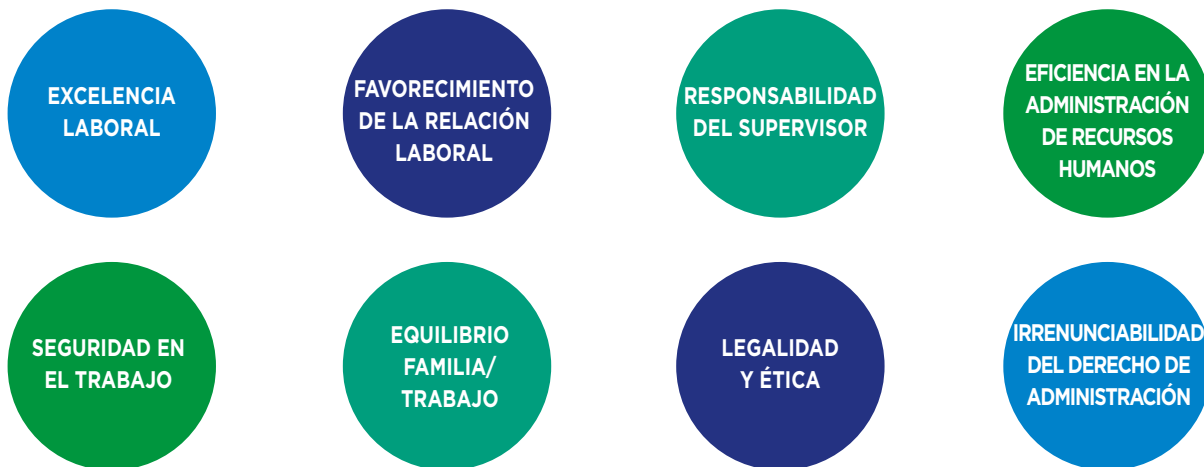 EXCELENCIA
LABORAL
FAVORECIMIENTO
DE LA RELACIÓN
LABORAL
RESPONSABILIDAD
DEL SUPERVISOR
EFICIENCIA EN LA
ADMINISTRACIÓN
DE RECURSOS
HUMANOS
SEGURIDAD EN
EL TRABAJO
EQUILIBRIO
FAMILIA/
TRABAJO
LEGALIDAD
Y ÉTICA
IRRENUNCIABILIDAD
DEL DERECHO DE
ADMINISTRACIÓN